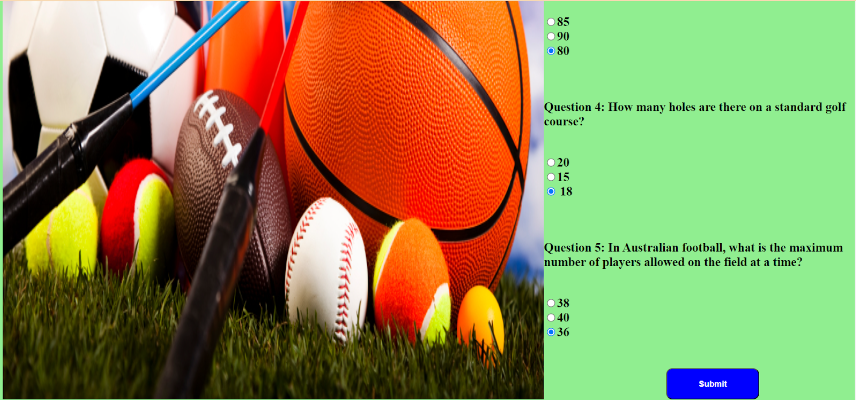 85
90
80
Question 4: How many holes are there on a standard golf
course?
20
15
18
Question 5: In Australian football, what is the maximum
number of players allowed on the field at a time?
38
40
36
Submit